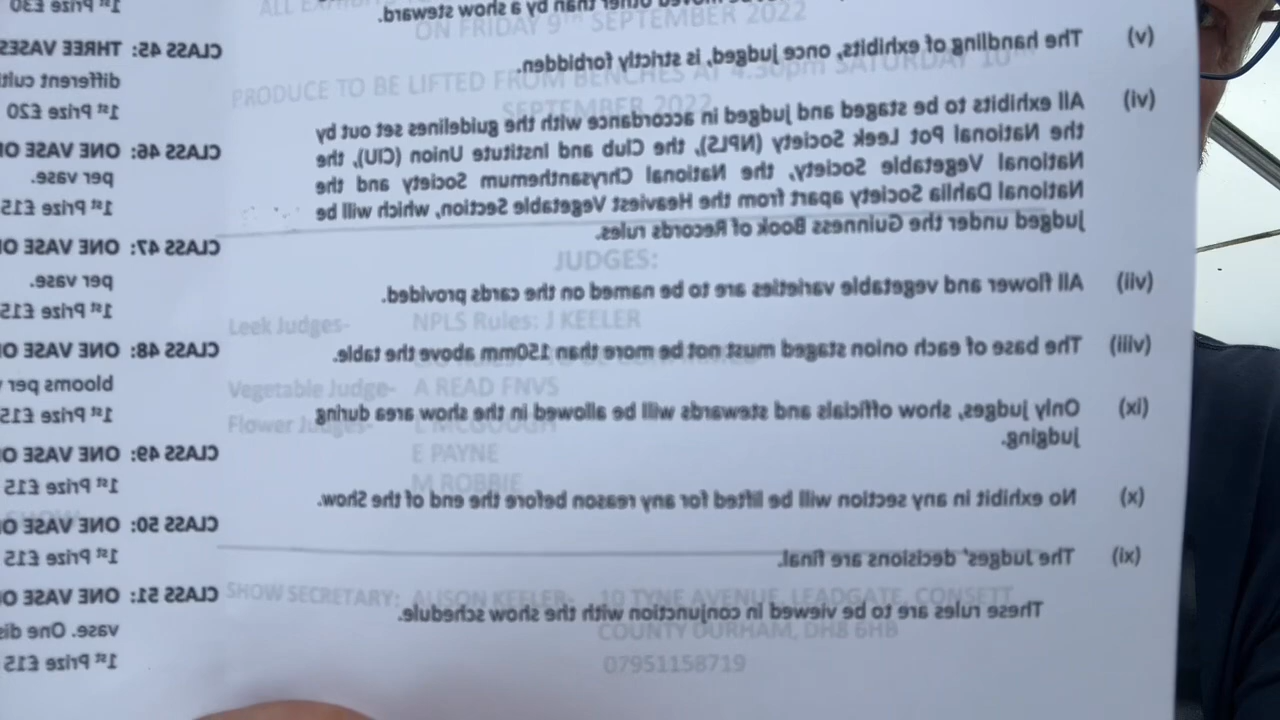 moved other than by a show steward.
(v) The handling of exhibits, once judged, is strictly forbidden.
(vi) All exhibits to be staged and judged in accordance with the guidelines set out by
the National Pot Leek Society (NPLS), the Club and Institute Union (CIU), the
National Vegetable Society, the National Chrysanthemum Society and the
National Dahlia Society apart from the Heaviest Vegetable Section, which will be
judged under the Guinness Book of Records rules.
(vii) All flower and vegetable varieties are to be named on the cards provided.
(viii) The base of each onion staged must not be more than 150mm above the table.
(ix) Only judges, show officials and stewards will be allowed in the show area during
judging.
(x) No exhibit in any section will be lifted for any reason before the end of the Show.
(xi) The Judges' decisions are final.
These rules are to be viewed in conjunction with the show schedule.
1st Prize £30
CLASS 45: THREE VASES
different
1st Prize £20
CLASS 46: ONE VASE
per vase.
1st Prize £15
CLASS 47: ONE VASE
per vase.
1st Prize £15
CLASS 48: ONE VASE
blooms per
1st Prize £15
CLASS 49: ONE VASE
1st Prize £15
CLASS 50: ONE VASE
1st Prize £15
CLASS 51: ONE VASE
vase. One
1st Prize £15
ALL
ON FRIDAY 9TH SEPTEMBER 2022
PRODUCE TO BE LIFTED FROM BENCHES AT 4.30pm SATURDAY 10TH
SEPTEMBER 2022
JUDGES:
Leek Judges- NPLS Rules: J KEELER
Vegetable Judge- A READ FNVS
Flower Judges- L MCGOUGH
E PAYNE
M ROBBIE
SHOW SECRETARY: ALISON KEELER- 10 TYNE AVENUE, LEADGATE, CONSETT
COUNTY DURHAM, DH8 6HB
07951158719